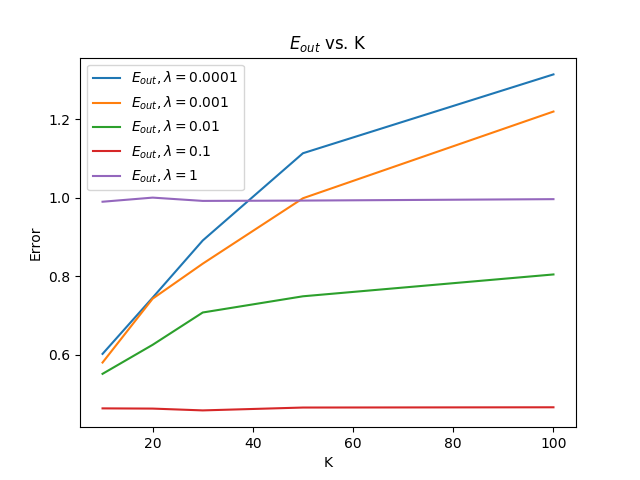 E_out vs. K
E_out, λ = 0.0001
E_out, λ = 0.001
E_out, λ = 0.01
E_out, λ = 0.1
E_out, λ = 1
Error
1.2
1.0
0.8
0.6
20 40 60 80 100
K